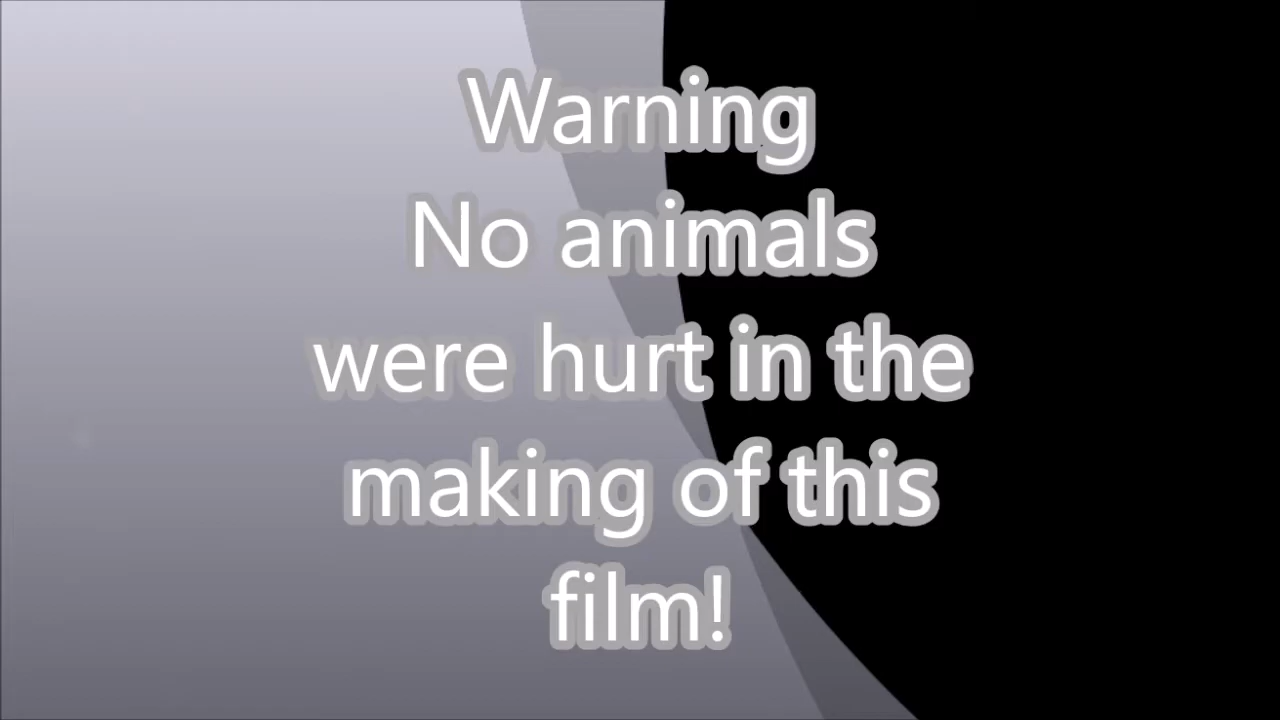 Warning
No animals
were hurt in the
making of this
film!